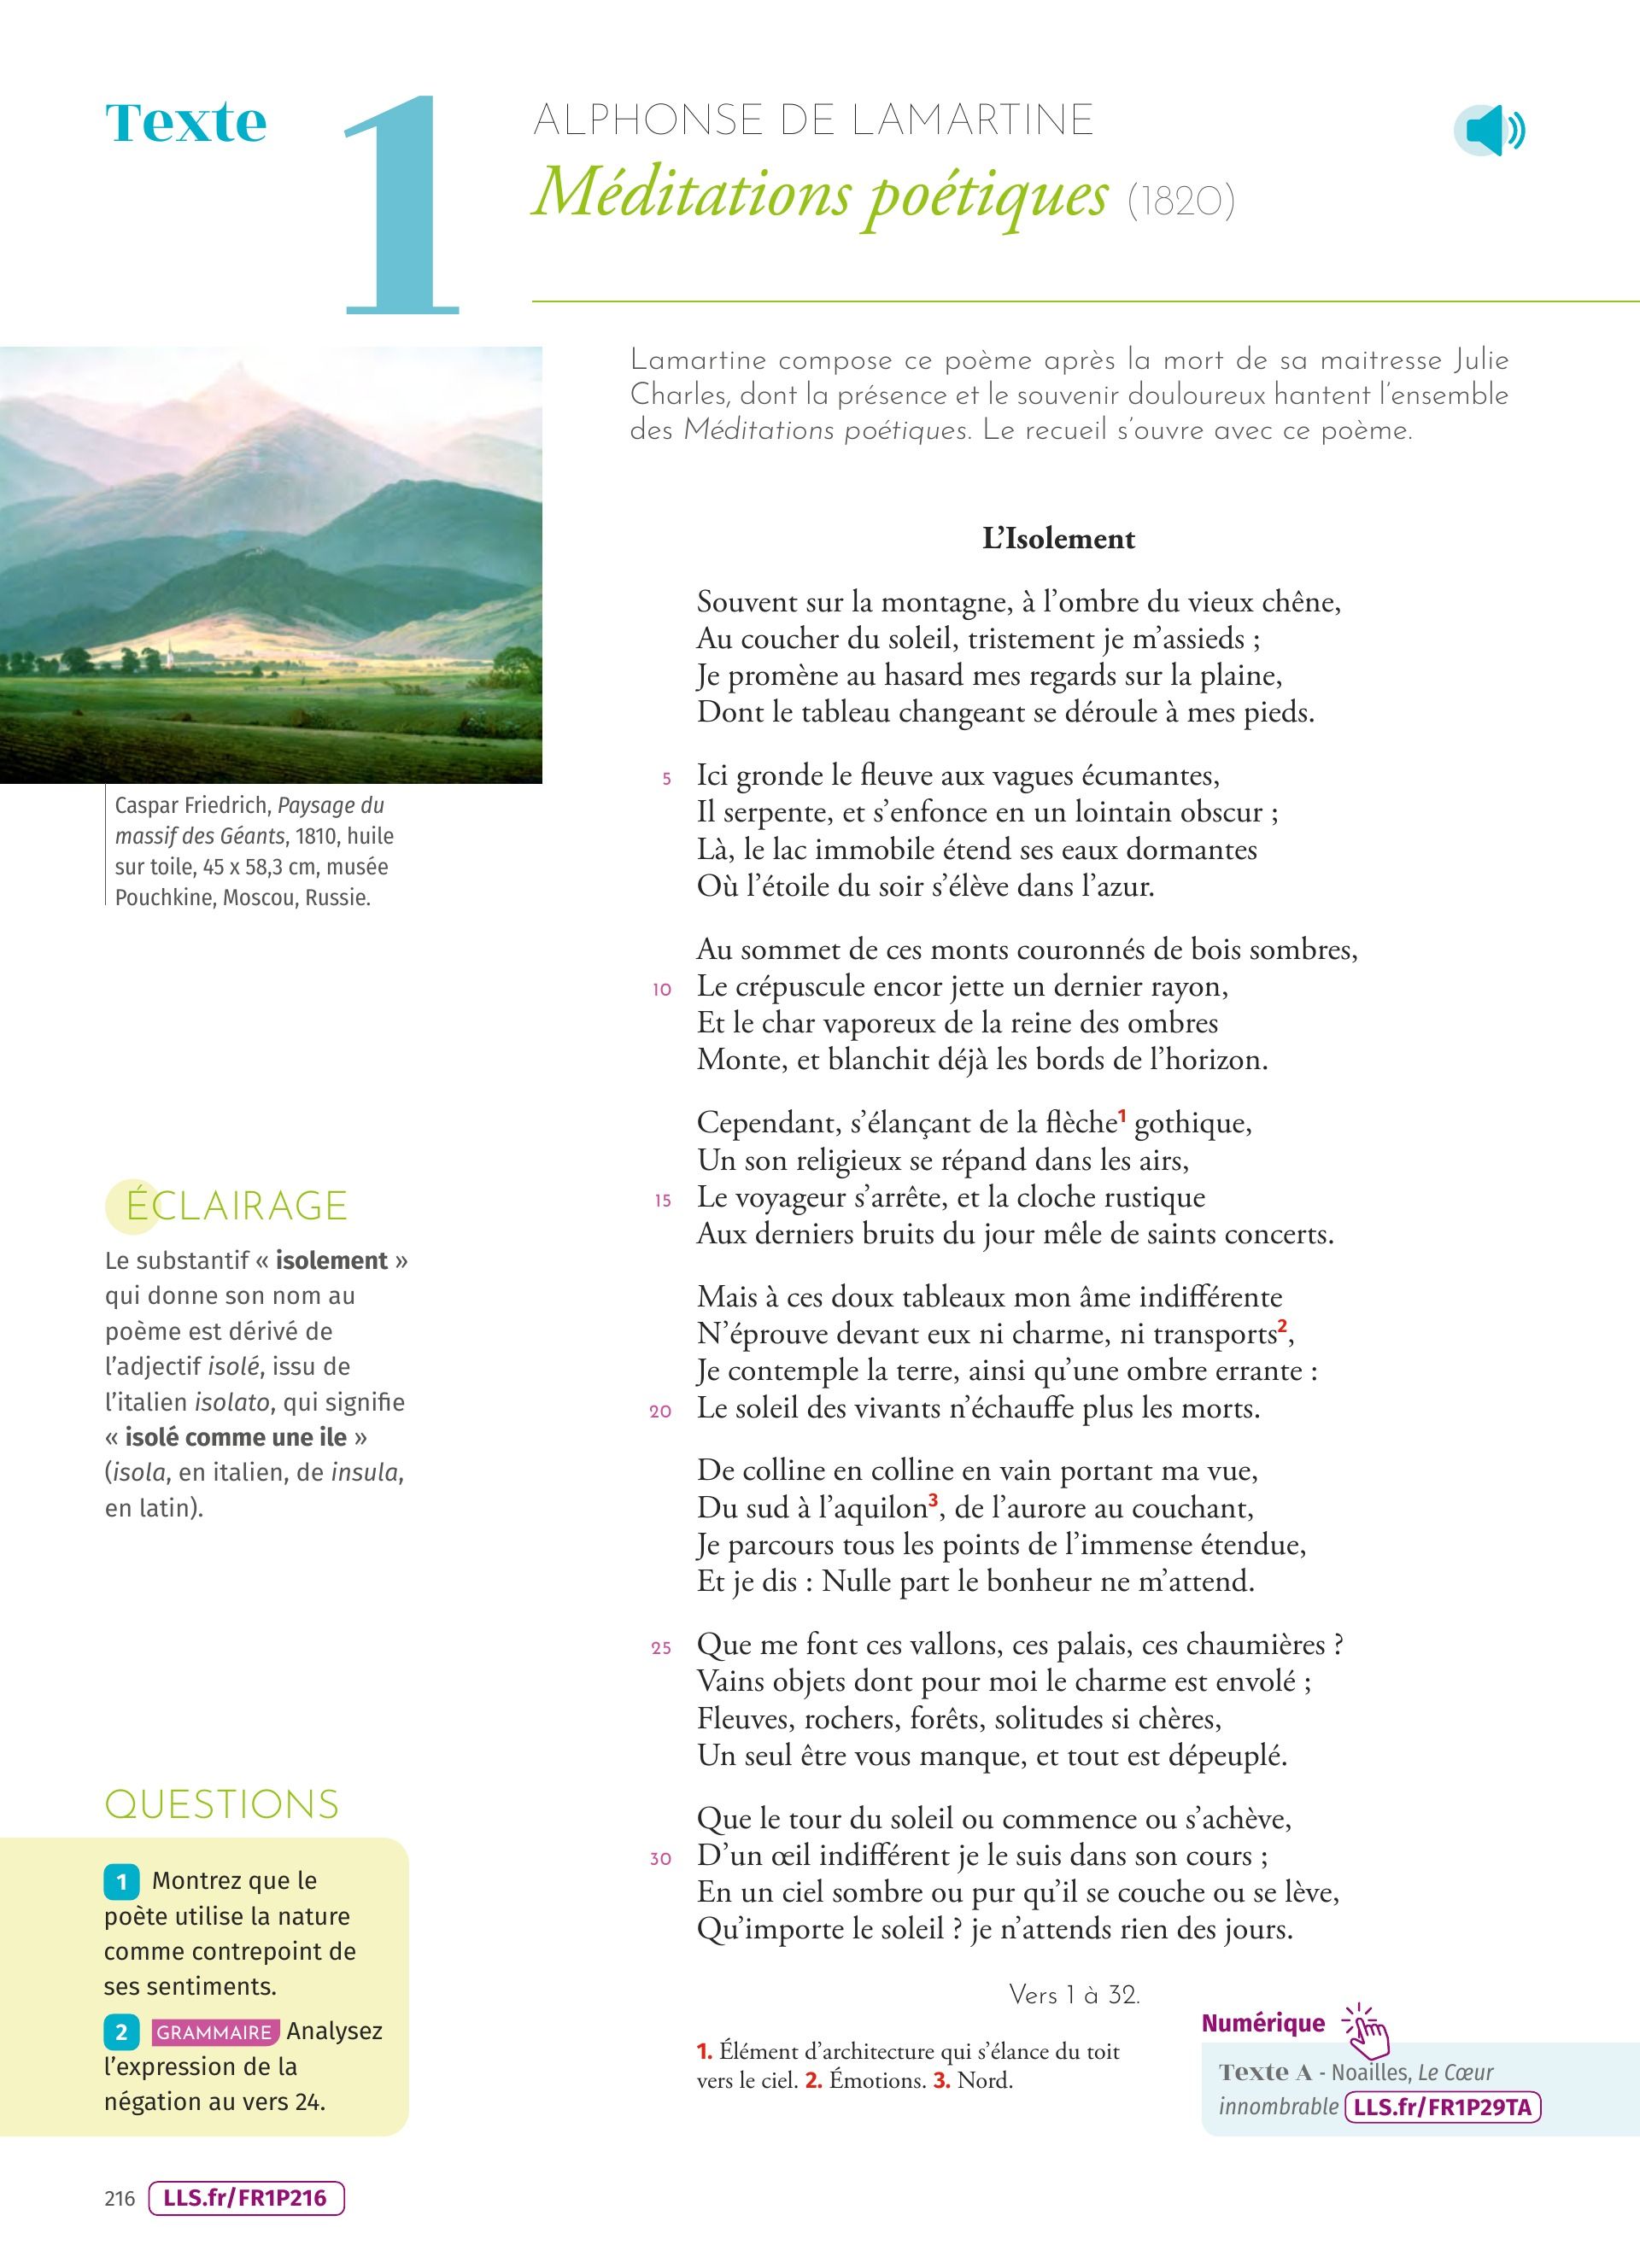 Texte 1
ALPHONSE DE LAMARTINE
Méditations poétiques (1820)
Lamartine compose ce poème après la mort de sa maitresse Julie
Charles, dont la présence et le souvenir douloureux hantent l’ensemble
des Méditations poétiques. Le recueil s’ouvre avec ce poème.
Caspar Friedrich, Paysage du
massif des Géants, 1810, huile
sur toile, 45 x 58,3 cm, musée
Pouchkine, Moscou, Russie.
L’Isolement
Souvent sur la montagne, à l’ombre du vieux chêne,
Au coucher du soleil, tristement je m’assieds ;
Je promène au hasard mes regards sur la plaine,
Dont le tableau changeant se déroule à mes pieds.
5 Ici gronde le fleuve aux vagues écumantes,
Il serpente, et s’enfonce en un lointain obscur ;
Là, le lac immobile étend ses eaux dormantes
Où l’étoile du soir s’élève dans l’azur.
Au sommet de ces monts couronnés de bois sombres,
10 Le crépuscule encor jette un dernier rayon,
Et le char vaporeux de la reine des ombres
Monte, et blanchit déjà les bords de l’horizon.
Cependant, s’élançant de la flèche1 gothique,
Un son religieux se répand dans les airs,
15 Le voyageur s’arrête, et la cloche rustique
Aux derniers bruits du jour mêle de saints concerts.
Mais à ces doux tableaux mon âme indifférente
N’éprouve devant eux ni charme, ni transports2,
Je contemple la terre, ainsi qu’une ombre errante :
20 Le soleil des vivants n’échauffe plus les morts.
De colline en colline en vain portant ma vue,
Du sud à l’aquilon3, de l’aurore au couchant,
Je parcours tous les points de l’immense étendue,
Et je dis : Nulle part le bonheur ne m’attend.
25 Que me font ces vallons, ces palais, ces chaumières ?
Vains objets dont pour moi le charme est envolé ;
Fleuves, rochers, forêts, solitudes si chères,
Un seul être vous manque, et tout est dépeuplé.
Que le tour du soleil ou commence ou s’achève,
30 D’un œil indifférent je le suis dans son cours ;
En un ciel sombre ou pur qu’il se couche ou se lève,
Qu’importe le soleil ? je n’attends rien des jours.
Vers 1 à 32.
1. Élément d’architecture qui s’élance du toit
vers le ciel. 2. Émotions. 3. Nord.
ÉCLAIRAGE
Le substantif « isolement »
qui donne son nom au
poème est dérivé de
l’adjectif isolé, issu de
l’italien isolato, qui signifie
« isolé comme une ile »
(isola, en italien, de insula,
en latin).
QUESTIONS
1 Montrez que le
poète utilise la nature
comme contrepoint de
ses sentiments.
2 GRAMMAIRE Analysez
l’expression de la
négation au vers 24.
Numérique
Texte A - Noailles, Le Cœur
innombrable LLS.fr/FR1P29TA
216 LLS.fr/FR1P216